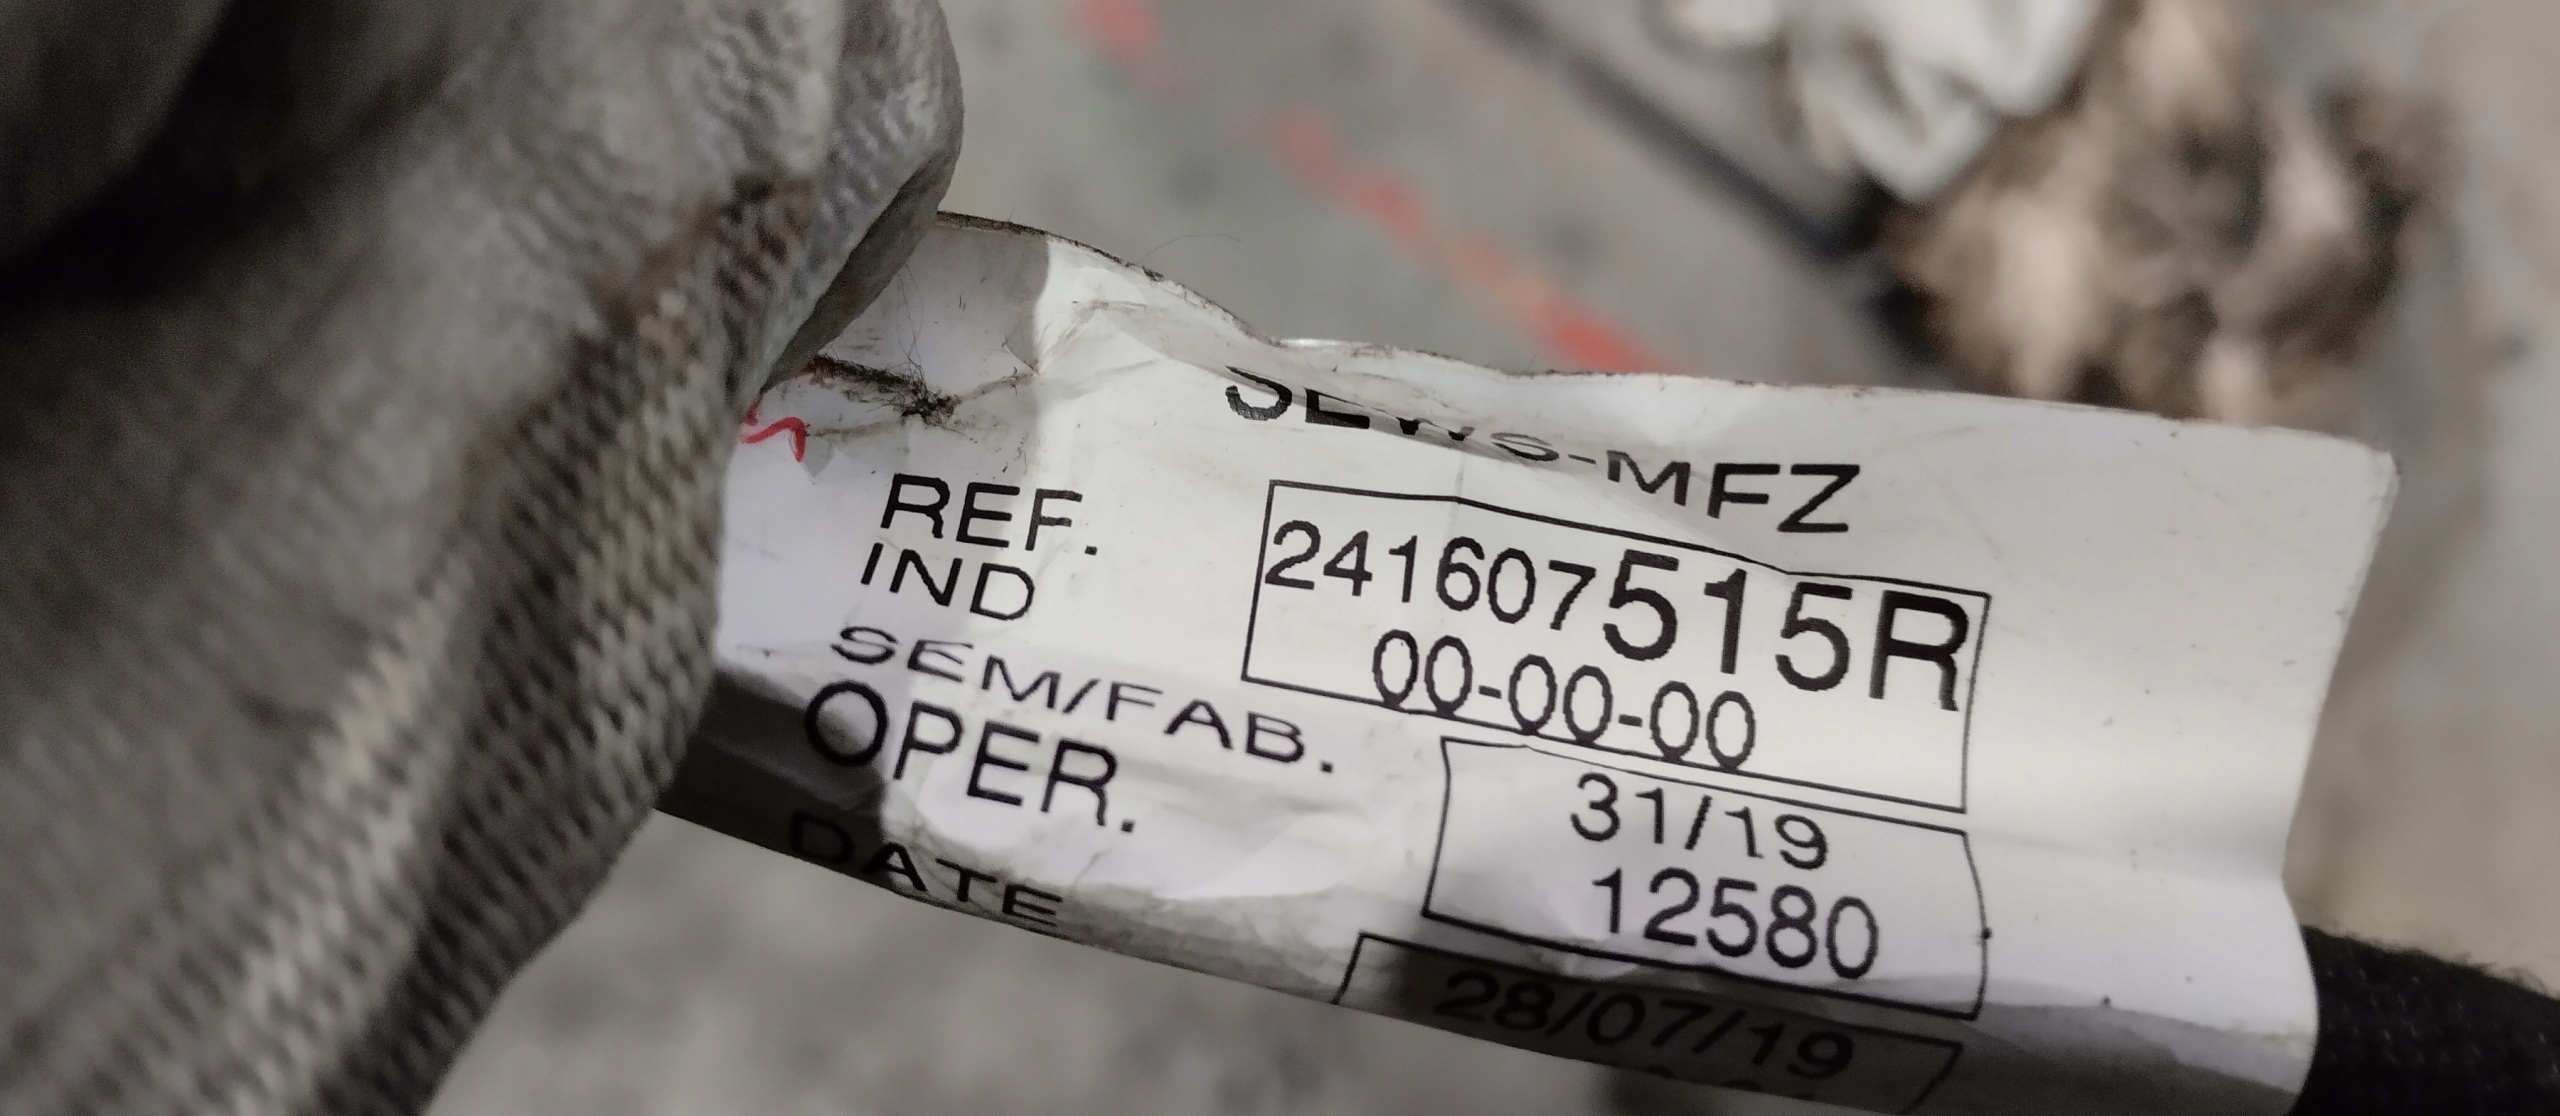 SEWS-MFZ
REF. 241607515R
IND 00-00-00
SEM/FAB. 31/19
OPER. 12580
DATE 28/07/19